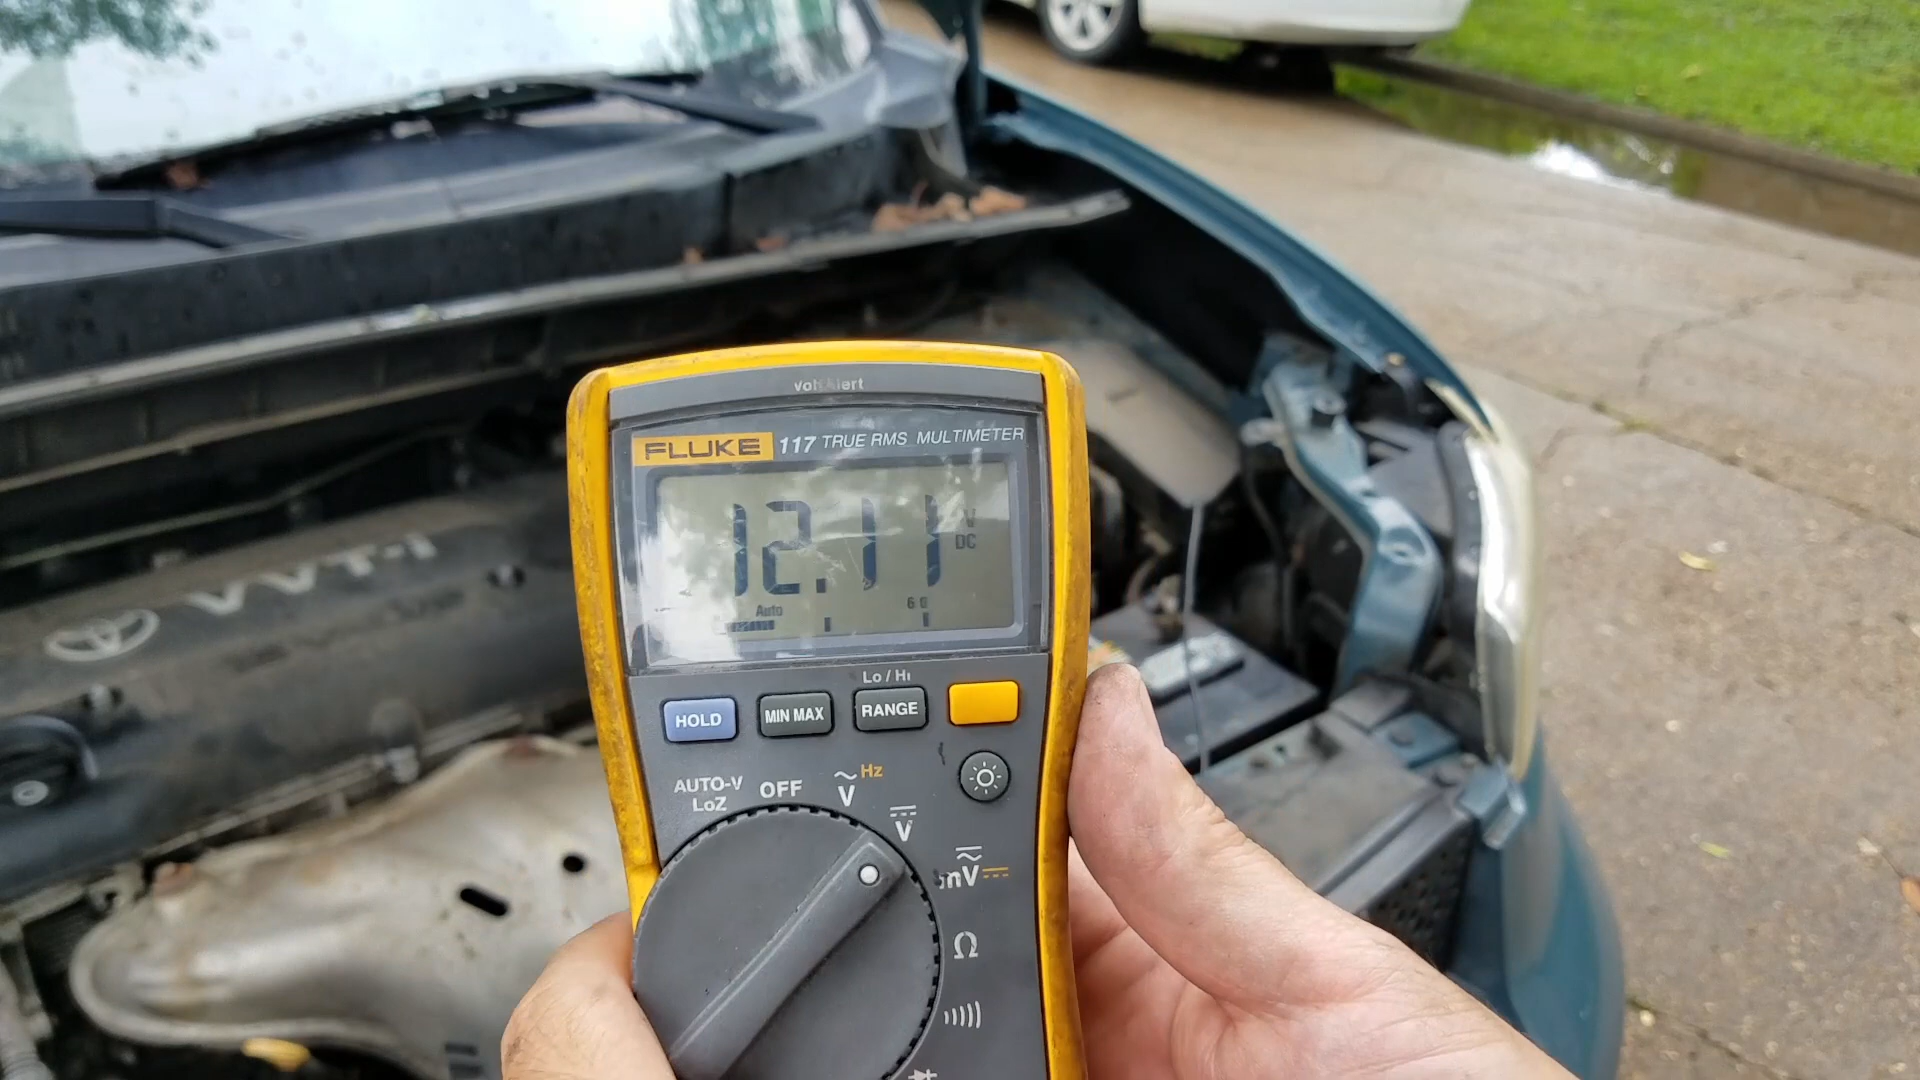 VoltAlert
FLUKE 117 TRUE RMS MULTIMETER
12.11 V
DC
Auto 60
Lo / Hi
HOLD MIN MAX RANGE
AUTO-V
LoZ
OFF
V Hz
V
mV
Ω
VVT-i